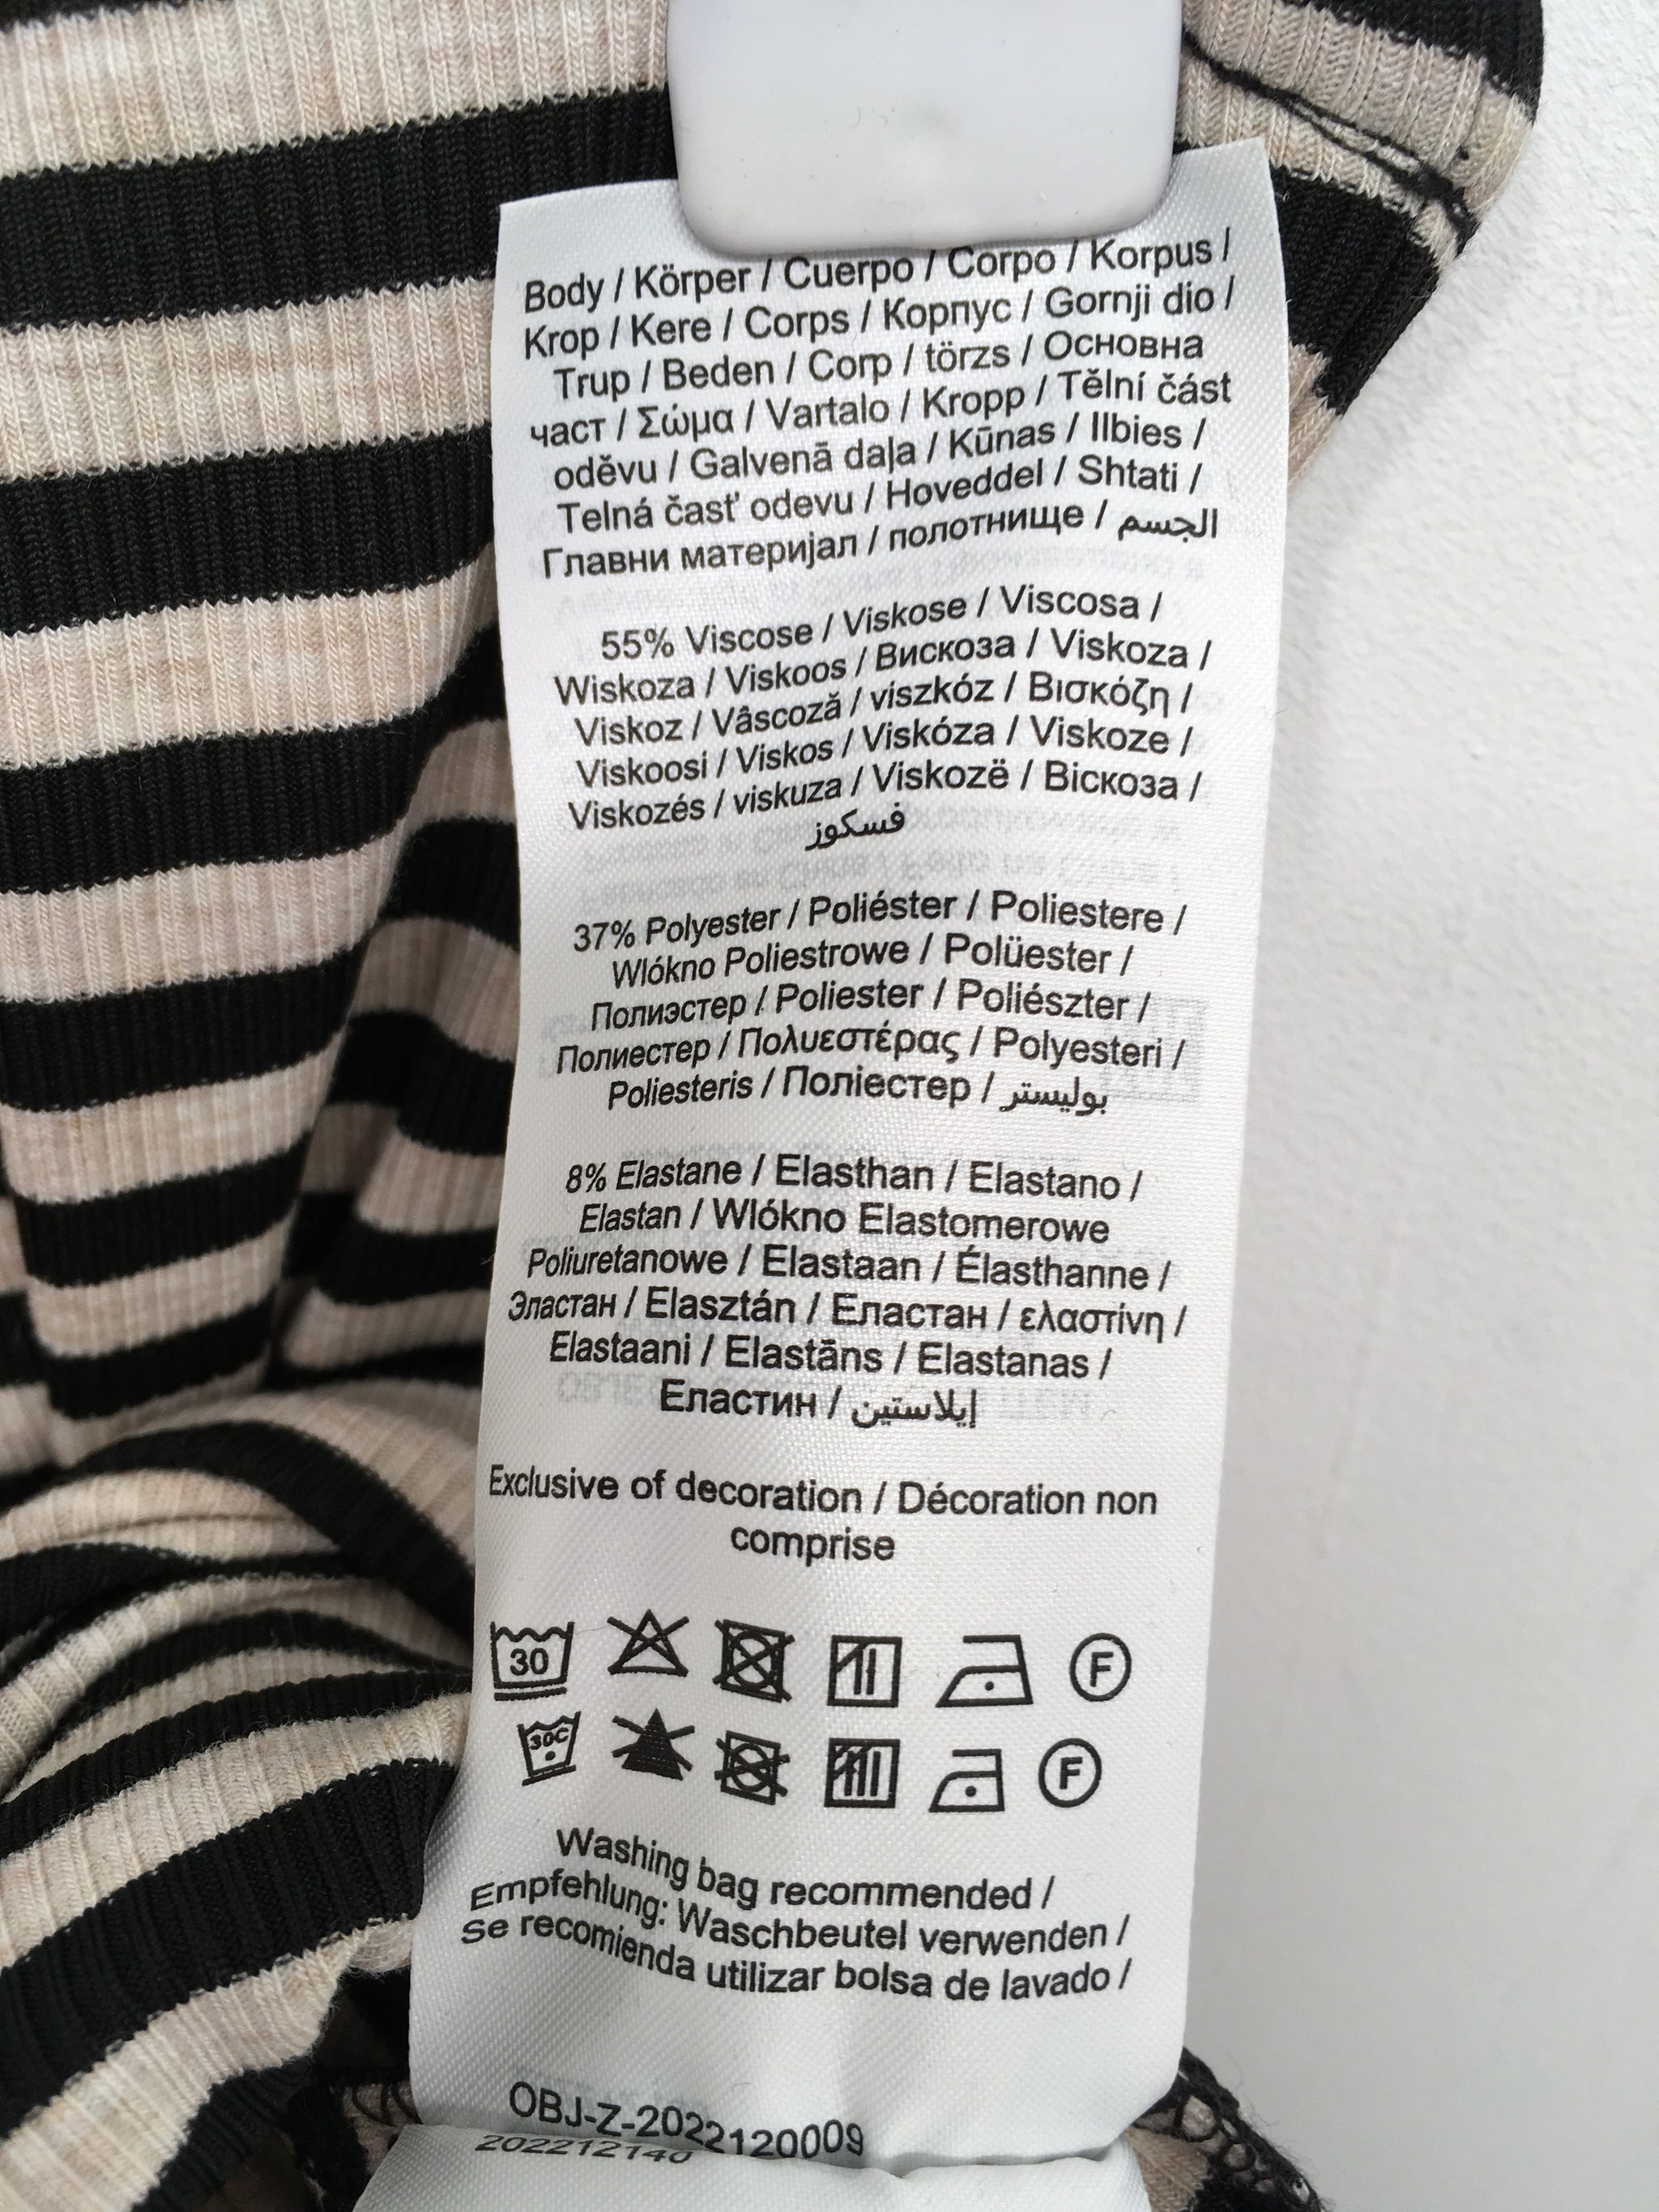 Body / Körper / Cuerpo / Corpo / Korpus /
Krop / Kere / Corps / Корпус / Gornji dio /
Trup / Beden / Corp / törzs / Основна
част / Σώμα / Vartalo / Kropp / Tělní část
oděvu / Galvenā daļa / Kūnas / Ilbies /
Telná časť odevu / Hoveddel / Shtati /
Главни материјал / полотнище / الجسم
55% Viscose / Viskose / Viscosa /
Wiskoza / Viskoos / Вискоза / Viskoza /
Viskoz / Vâscoză / viszkóz / Βισκόζη /
Viskoosi / Viskos / Viskóza / Viskoze /
Viskozés / viskuza / Viskozë / Віскоза /
فسكوز
37% Polyester / Poliéster / Poliestere /
Wlókno Poliestrowe / Polüester /
Полиэстер / Poliester / Poliészter /
Полиестер / Πολυεστέρας / Polyesteri /
Poliesteris / Поліестер / بوليستر
8% Elastane / Elasthan / Elastano /
Elastan / Wlókno Elastomerowe
Poliuretanowe / Elastaan / Élasthanne /
Эластан / Elasztán / Еластан / ελαστίνη /
Elastaani / Elastāns / Elastanas /
Еластин / إيلاستين
Exclusive of decoration / Décoration non
comprise
30 F
30C F
Washing bag recommended /
Empfehlung: Waschbeutel verwenden /
Se recomienda utilizar bolsa de lavado /
OBJ-Z-2022120009
202212140